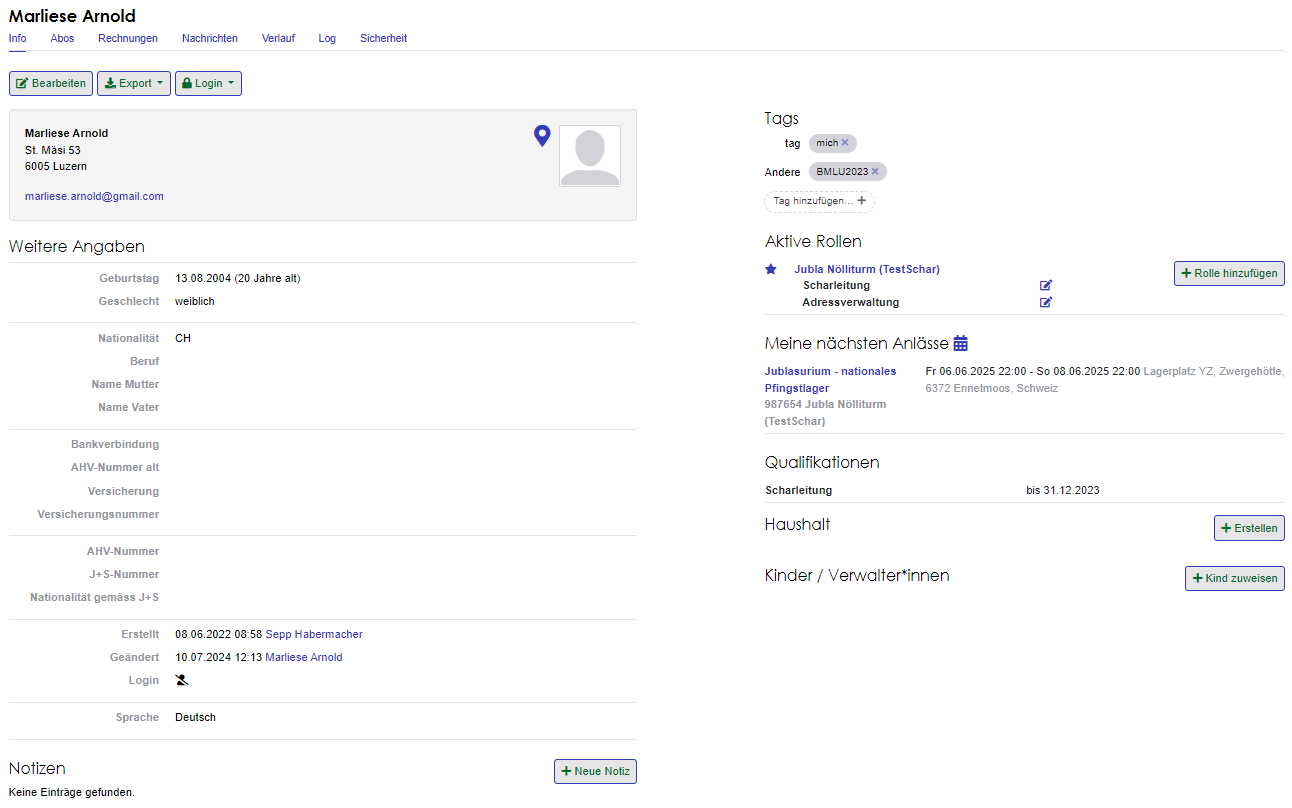 Marliese Arnold
Info Abos Rechnungen Nachrichten Verlauf Log Sicherheit
Bearbeiten Export Login
Marliese Arnold
St. Mäsi 53
6005 Luzern
marliese.arnold@gmail.com
Weitere Angaben
Geburtstag 13.08.2004 (20 Jahre alt)
Geschlecht weiblich
Nationalität CH
Beruf
Name Mutter
Name Vater
Bankverbindung
AHV-Nummer alt
Versicherung
Versicherungsnummer
AHV-Nummer
J+S-Nummer
Nationalität gemäss J+S
Erstellt 08.06.2022 08:58 Sepp Habermacher
Geändert 10.07.2024 12:13 Marliese Arnold
Login
Sprache Deutsch
Notizen
+ Neue Notiz
Keine Einträge gefunden.
Tags
tag mich ×
Andere BMLU2023 ×
Tag hinzufügen... +
Aktive Rollen
Jubla Nölliturm (TestSchar)
+ Rolle hinzufügen
Scharleitung
Adressverwaltung
Meine nächsten Anlässe
Jublasurium - nationales Fr 06.06.2025 22:00 - So 08.06.2025 22:00 Lagerplatz YZ, Zwergehötte,
Pfingstlager 6372 Ennetmoos, Schweiz
987654 Jubla Nölliturm
(TestSchar)
Qualifikationen
Scharleitung bis 31.12.2023
Haushalt
+ Erstellen
Kinder / Verwalter*innen
+ Kind zuweisen